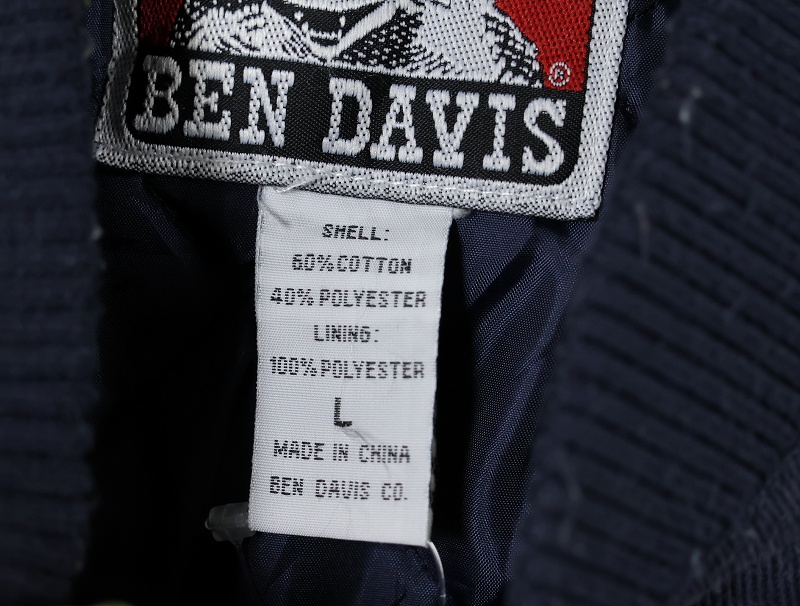 ®
BEN DAVIS
SHELL:
60%COTTON
40% POLYESTER
LINING:
100%POLYESTER
L
MADE IN CHINA
BEN DAVIS CO.